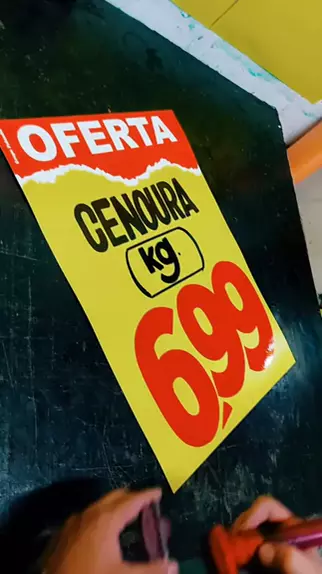 OFERTA
CENOURA
kg.
6,99